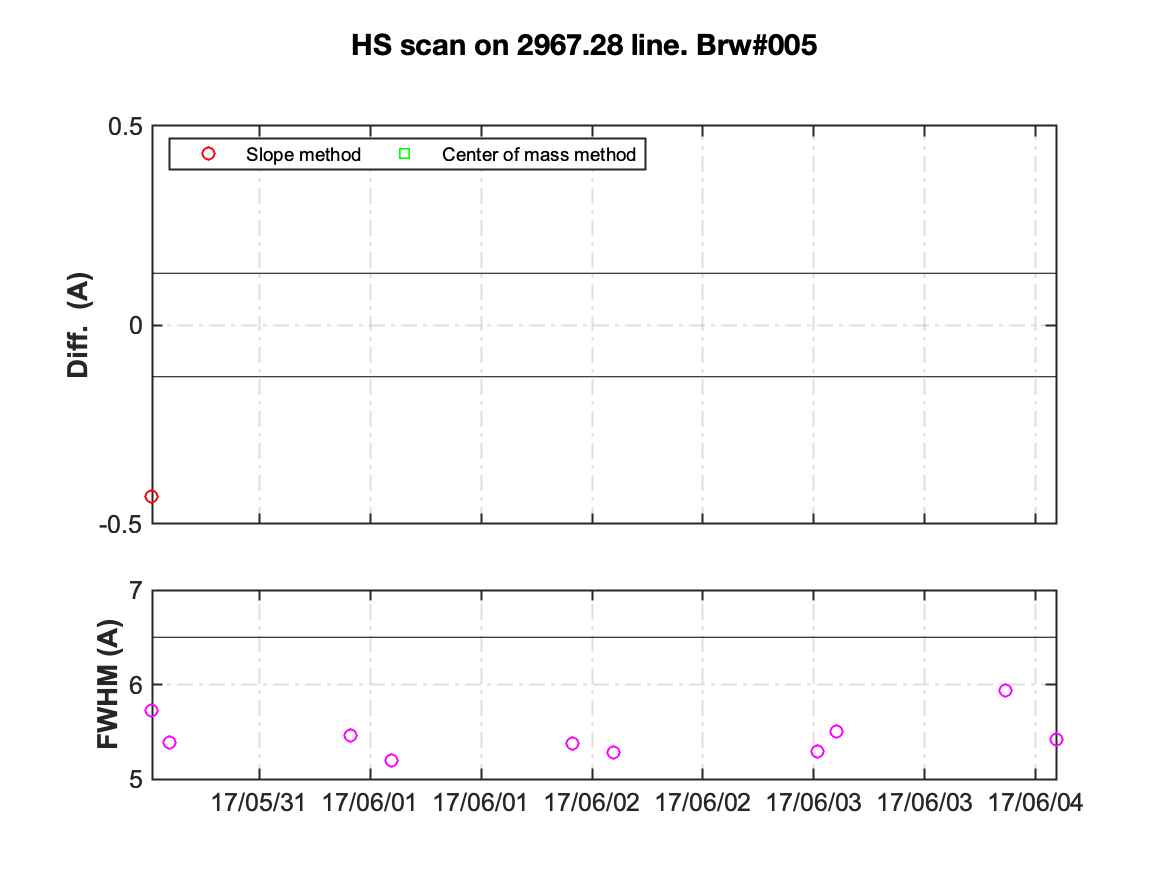 HS scan on 2967.28 line. Brw#005
0.5
Slope method Center of mass method
Diff. (A)
0
-0.5
7
FWHM (A)
6
5
17/05/31 17/06/01 17/06/01 17/06/02 17/06/02 17/06/03 17/06/03 17/06/04